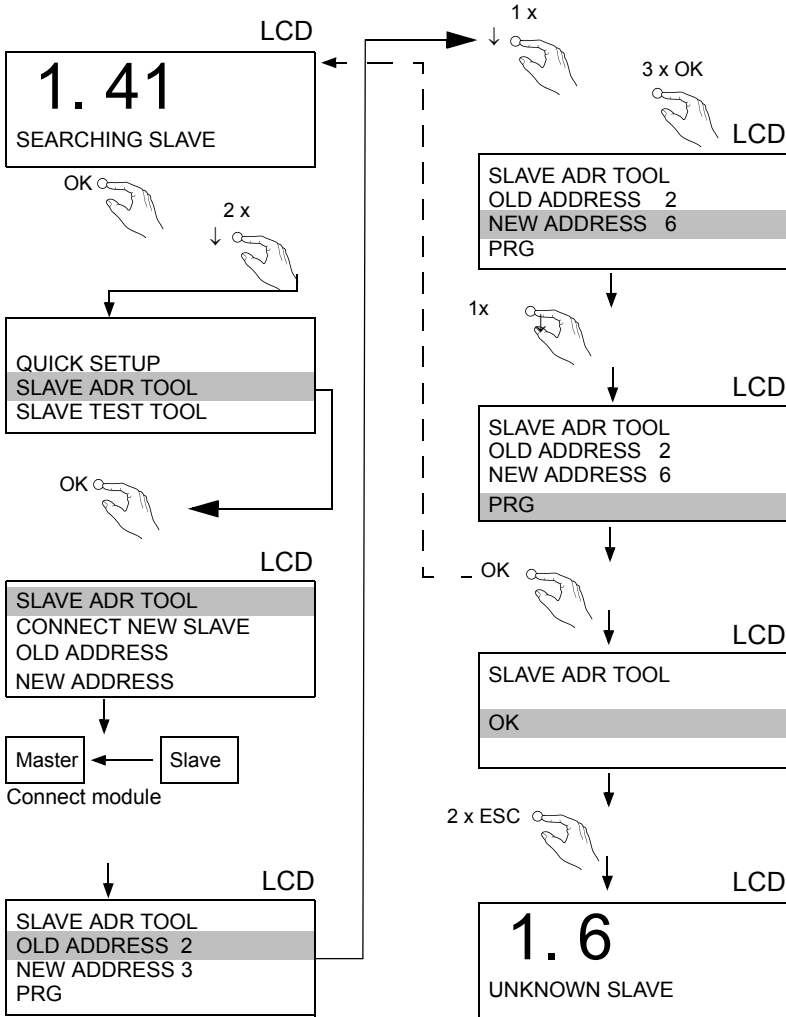 LCD
1. 41
SEARCHING SLAVE
OK
↓ 2 x
QUICK SETUP
SLAVE ADR TOOL
SLAVE TEST TOOL
OK
LCD
SLAVE ADR TOOL
CONNECT NEW SLAVE
OLD ADDRESS
NEW ADDRESS
Master
Slave
Connect module
LCD
SLAVE ADR TOOL
OLD ADDRESS 2
NEW ADDRESS 3
PRG
↓ 1 x
3 x OK
LCD
SLAVE ADR TOOL
OLD ADDRESS 2
NEW ADDRESS 6
PRG
1x
LCD
SLAVE ADR TOOL
OLD ADDRESS 2
NEW ADDRESS 6
PRG
OK
LCD
SLAVE ADR TOOL
OK
2 x ESC
LCD
1. 6
UNKNOWN SLAVE